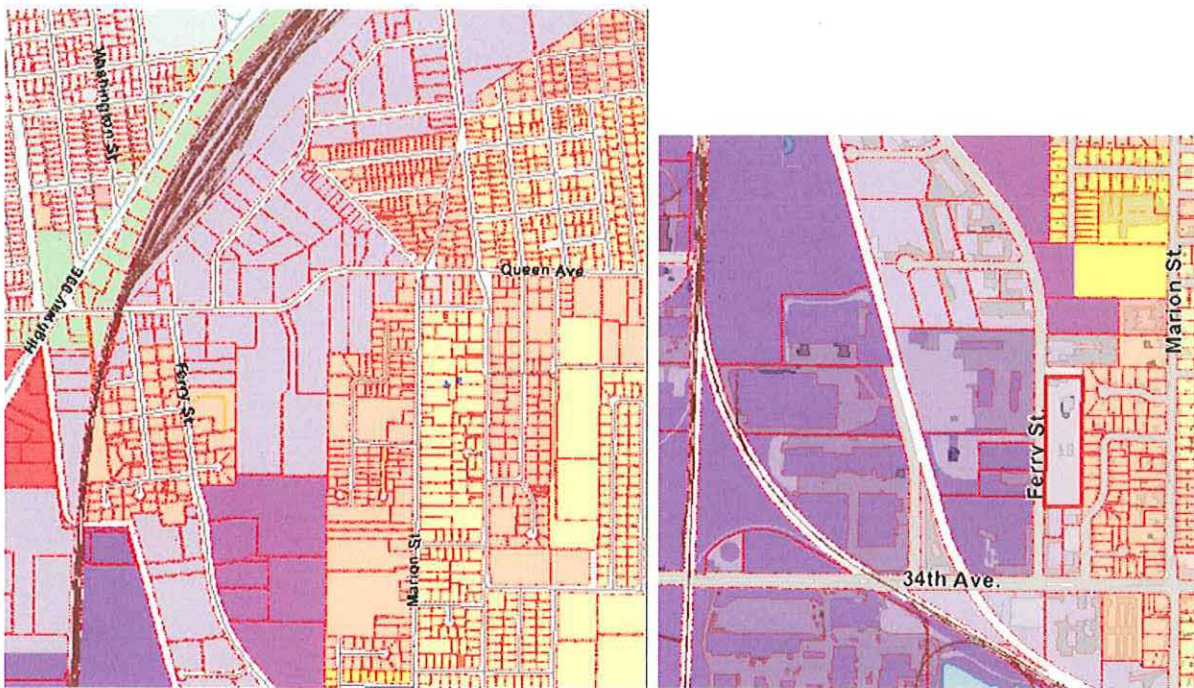 Washington St.
Highway 99E
Queen Ave
Ferry St
Marion St.
Marion St.
Ferry St.
34th Ave.